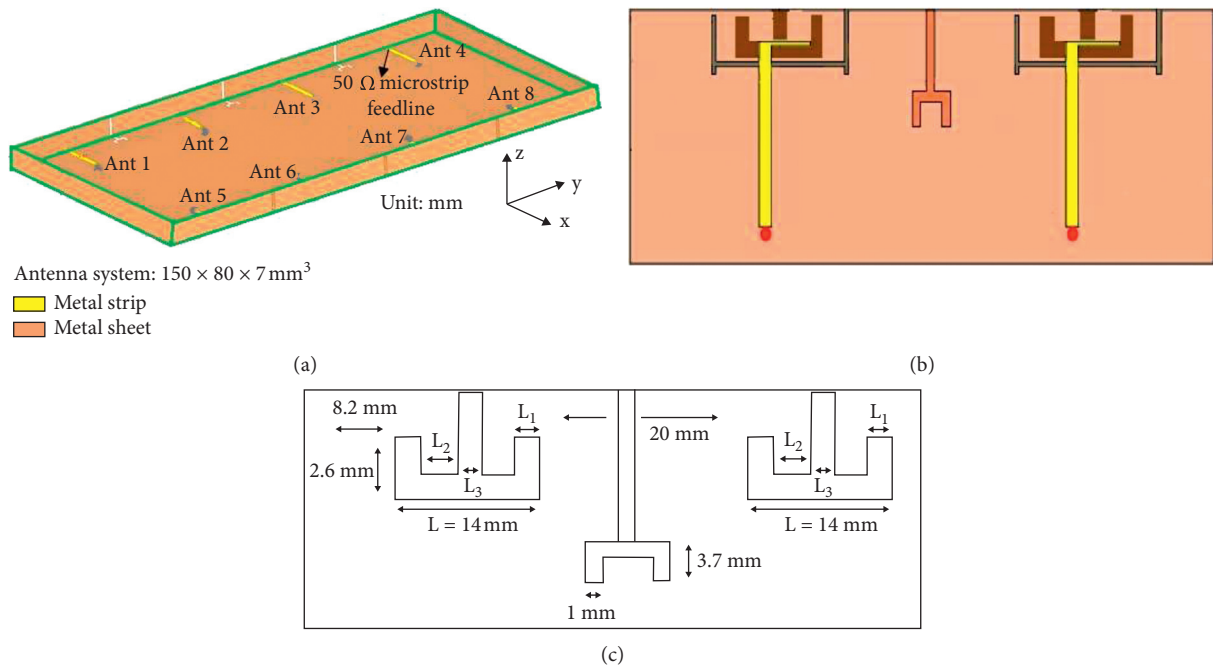 Ant 4
50 Ω microstrip
feedline
Ant 3
Ant 8
Ant 2
Ant 7
Ant 1
Ant 6
Ant 5
z
y
x
Unit: mm
Antenna system: 150 × 80 × 7 mm³
Metal strip
Metal sheet
(a)
(b)
8.2 mm
L₁
L₁
20 mm
L₂
L₂
2.6 mm
L₃
L₃
L = 14 mm
L = 14 mm
3.7 mm
1 mm
(c)